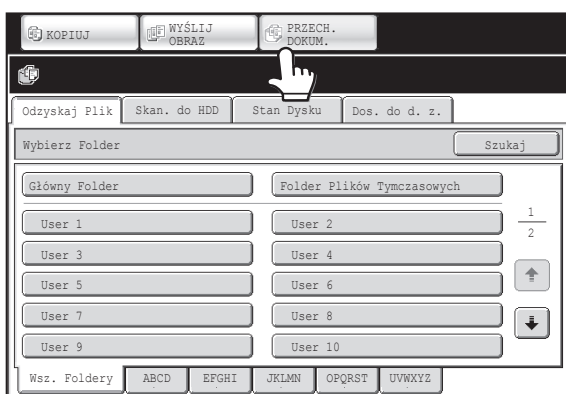 KOPIUJ
WYŚLIJ
OBRAZ
PRZECH.
DOKUM.
Odzyskaj Plik
Skan. do HDD
Stan Dysku
Dos. do d. z.
Wybierz Folder
Szukaj
Główny Folder
Folder Plików Tymczasowych
User 1
User 2
1
2
User 3
User 4
User 5
User 6
User 7
User 8
User 9
User 10
Wsz. Foldery
ABCD
EFGHI
JKLMN
OPQRST
UVWXYZ